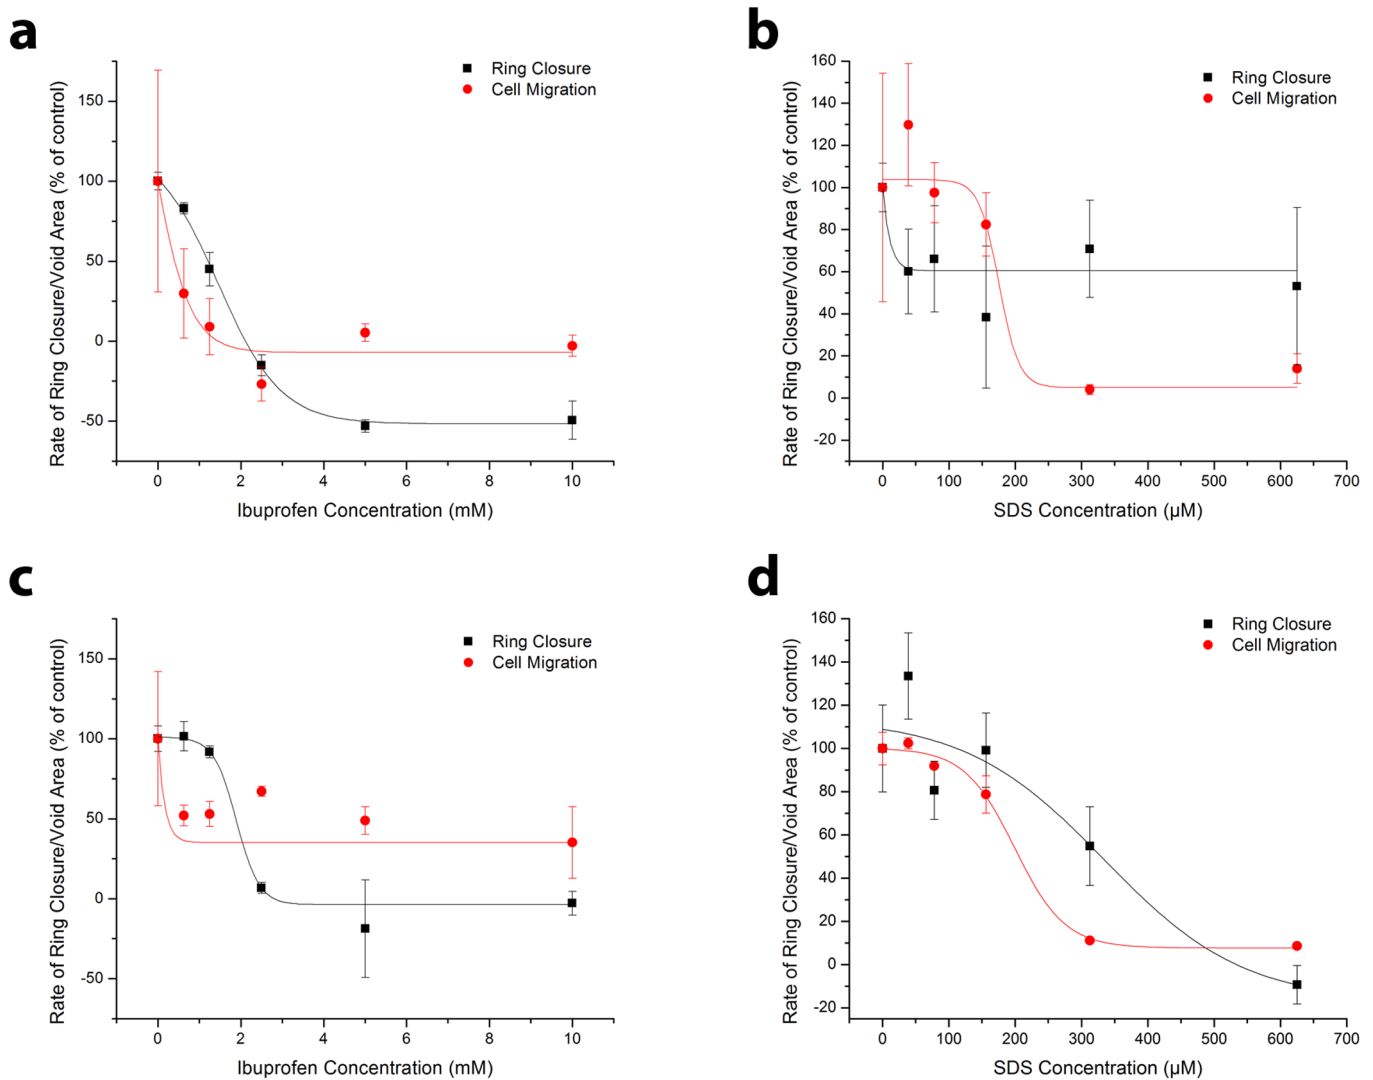 a
Rate of Ring Closure/Void Area (% of control)
150
100
50
0
-50
Ring Closure
Cell Migration
0 2 4 6 8 10
Ibuprofen Concentration (mM)
b
Rate of Ring Closure/Void Area (% of control)
160
140
120
100
80
60
40
20
0
-20
Ring Closure
Cell Migration
0 100 200 300 400 500 600 700
SDS Concentration (µM)
c
Rate of Ring Closure/Void Area (% of control)
150
100
50
0
-50
Ring Closure
Cell Migration
0 2 4 6 8 10
Ibuprofen Concentration (mM)
d
Rate of Ring Closure/Void Area (% of control)
160
140
120
100
80
60
40
20
0
-20
Ring Closure
Cell Migration
0 100 200 300 400 500 600 700
SDS Concentration (µM)